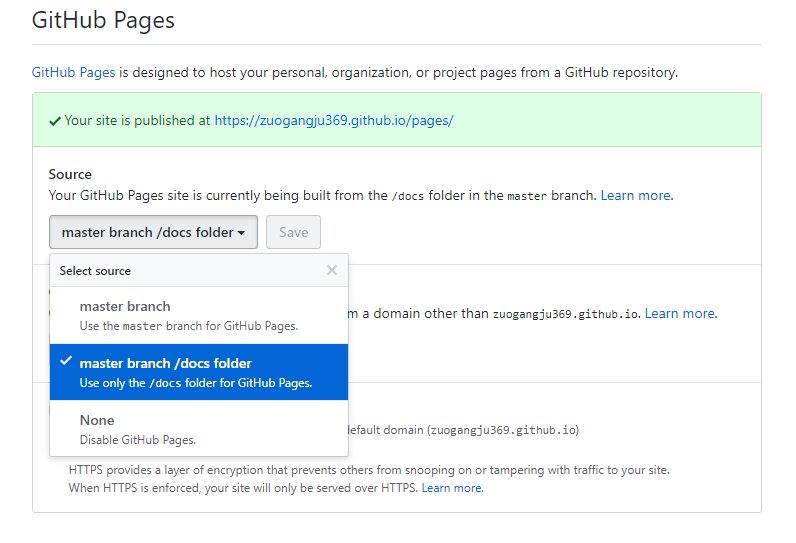 GitHub Pages
GitHub Pages is designed to host your personal, organization, or project pages from a GitHub repository.
Your site is published at https://zuogangju369.github.io/pages/
Source
Your GitHub Pages site is currently being built from the /docs folder in the master branch. Learn more.
master branch /docs folder
Save
Select source
master branch
Use the master branch for GitHub Pages.
m a domain other than zuogangju369.github.io. Learn more.
master branch /docs folder
Use only the /docs folder for GitHub Pages.
None
Disable GitHub Pages.
default domain (zuogangju369.github.io)
HTTPS provides a layer of encryption that prevents others from snooping on or tampering with traffic to your site.
When HTTPS is enforced, your site will only be served over HTTPS. Learn more.